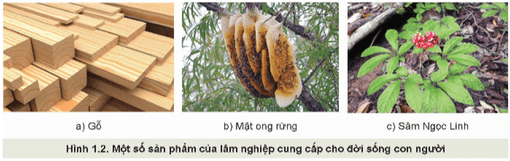 a) Gỗ
b) Mật ong rừng
c) Sâm Ngọc Linh
Hình 1.2. Một số sản phẩm của lâm nghiệp cung cấp cho đời sống con người